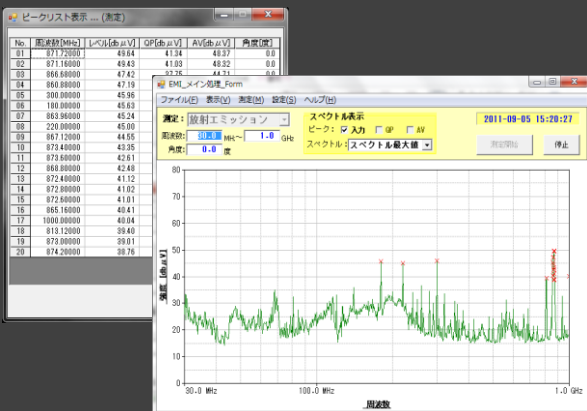 ピークリスト表示 ... (測定)
No. 周波数[MHz] レベル[dbμV] QP[dbμV] AV[dbμV] 角度[度]
01 871.72000 49.64 41.34 48.37 0.0
02 871.16000 49.43 41.03 48.32 0.0
03 866.68000 47.42 37.75 44.71 0.0
04 860.88000 47.19
05 300.00000 45.96
06 180.00000 45.63
07 863.96000 45.24
08 220.00000 45.00
09 867.12000 44.55
10 873.40000 43.35
11 873.60000 42.61
12 868.80000 42.48
13 872.48000 41.12
14 872.80000 41.02
15 872.60000 41.01
16 865.16000 40.41
17 1000.00000 40.04
18 813.12000 39.40
19 873.00000 39.01
20 874.20000 38.76
EMI_メイン処理_Form
ファイル(F) 表示(V) 測定(M) 設定(S) ヘルプ(H)
測定: 放射エミッション
周波数: 30.0 MHz~ 1.0 GHz
角度: 0.0 度
スペクトル表示
ピーク: 入力 QP AV
スペクトル: スペクトル最大値
2011-09-05 15:20:27
測定開始 停止
強度 [dbμV]
80
70
60
50
40
30
20
10
0
30.0 MHz 100.0 MHz 1.0 GHz
周波数